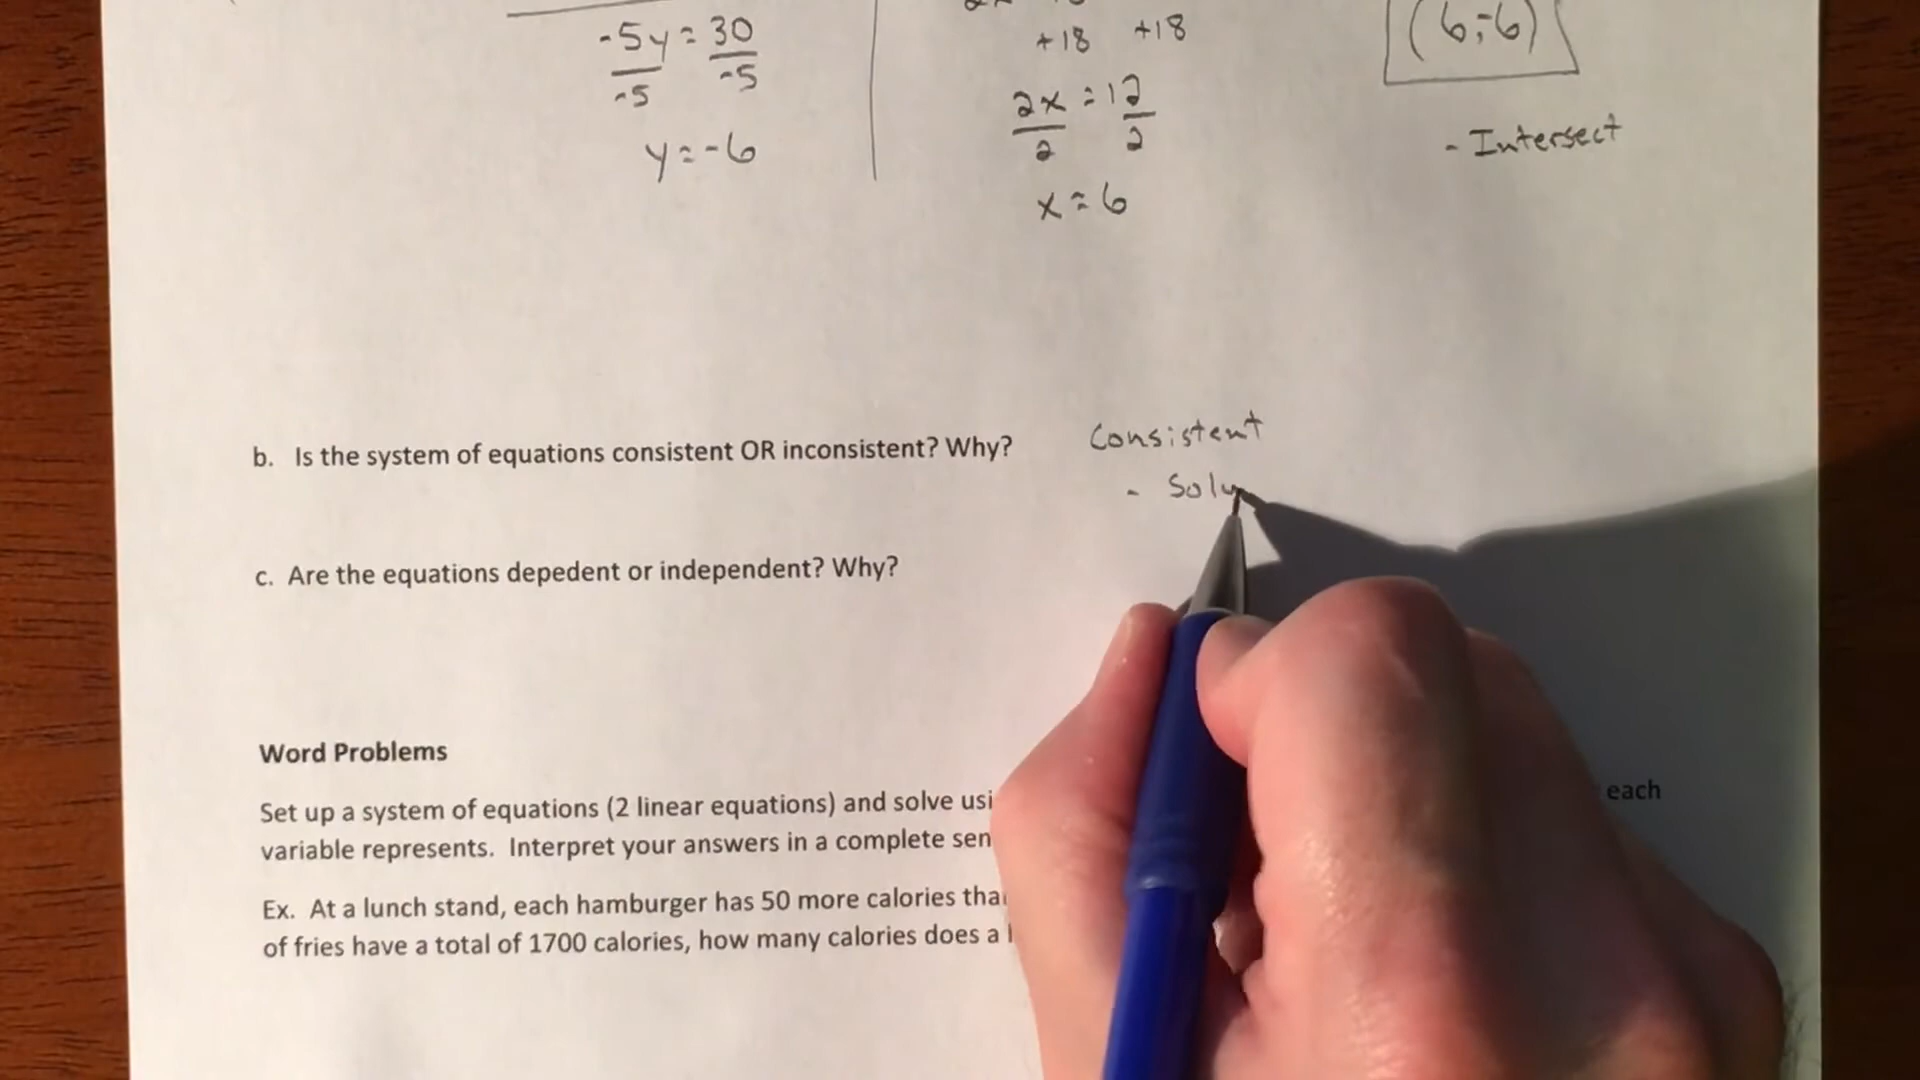 -5y = 30
-5 -5
y = -6
+18 +18
2x = 12
2 2
x = 6
(6,-6)
- Intersect
b. Is the system of equations consistent OR inconsistent? Why?
Consistent
- Solu
c. Are the equations depedent or independent? Why?
Word Problems
Set up a system of equations (2 linear equations) and solve usi each
variable represents. Interpret your answers in a complete sen
Ex. At a lunch stand, each hamburger has 50 more calories tha
of fries have a total of 1700 calories, how many calories does a